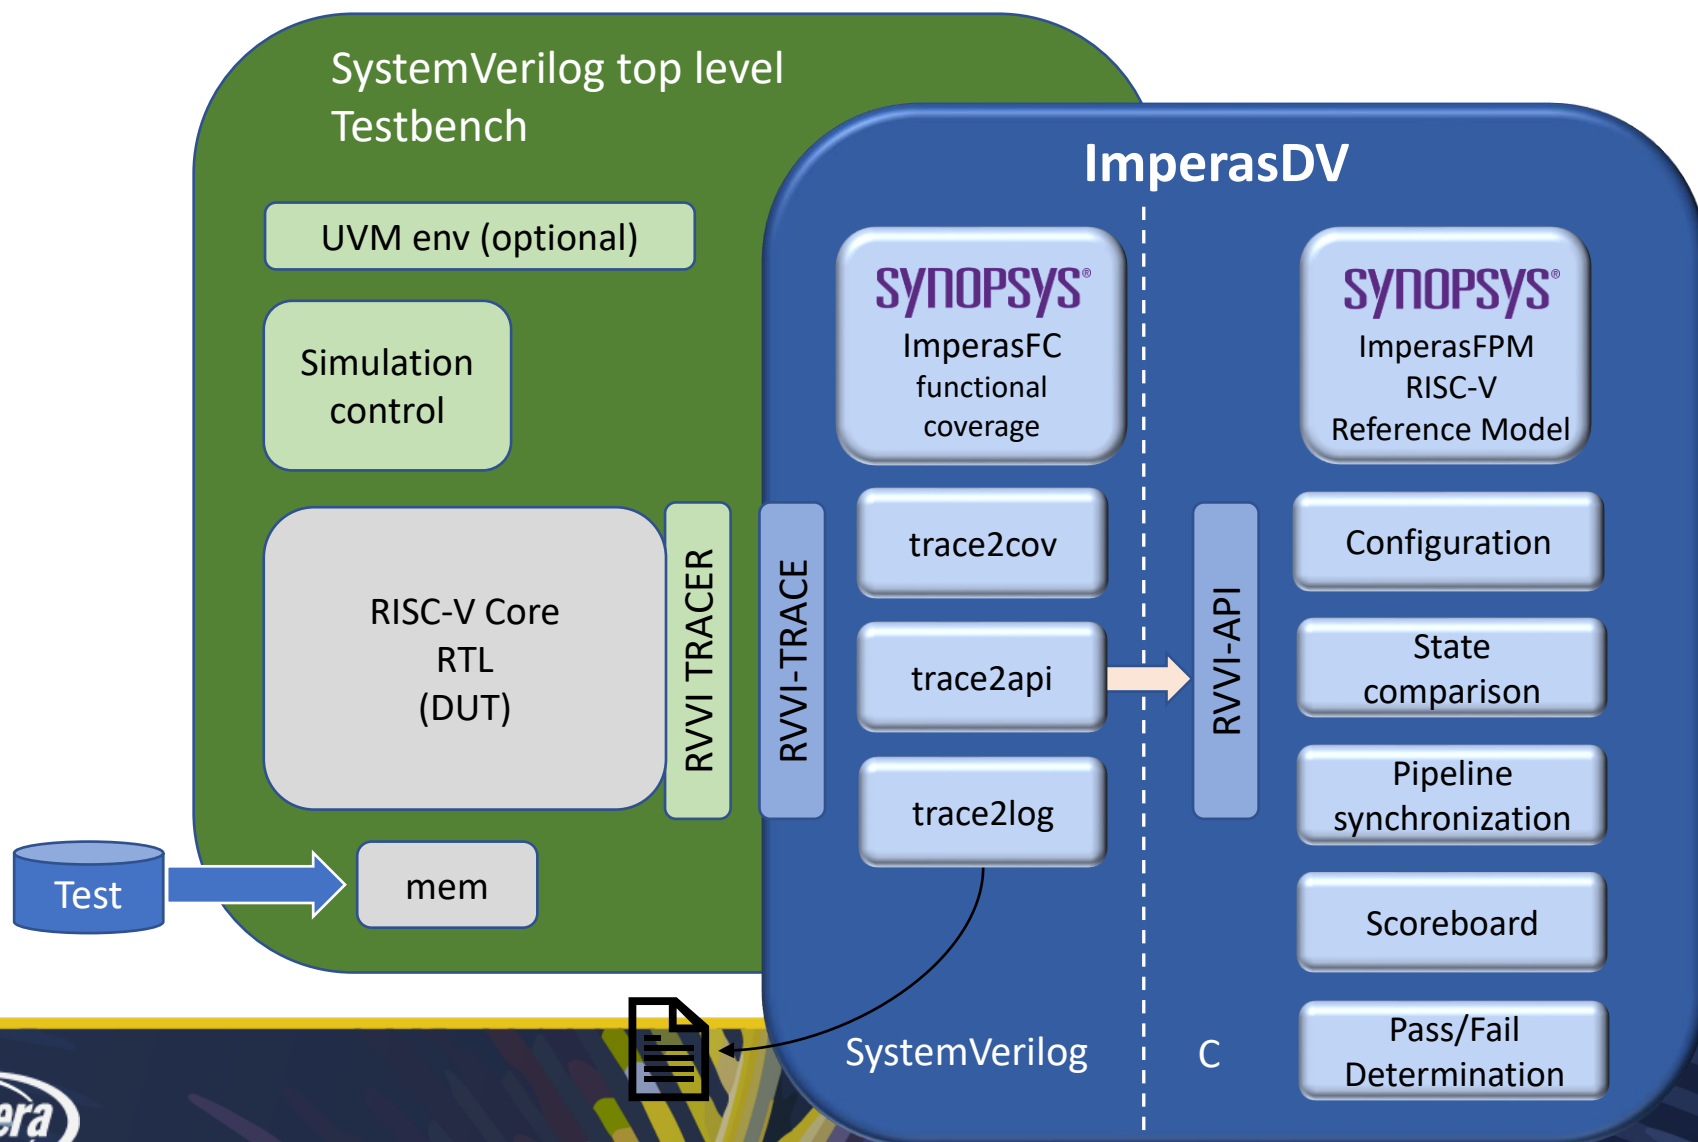 SystemVerilog top level
Testbench
ImperasDV
UVM env (optional)
Simulation
control
RISC-V Core
RTL
(DUT)
RVVI TRACER
RVVI-TRACE
mem
Test
SYNOPSYS®
ImperasFC
functional
coverage
trace2cov
trace2api
trace2log
RVVI-API
SYNOPSYS®
ImperasFPM
RISC-V
Reference Model
Configuration
State
comparison
Pipeline
synchronization
Scoreboard
Pass/Fail
Determination
SystemVerilog
C